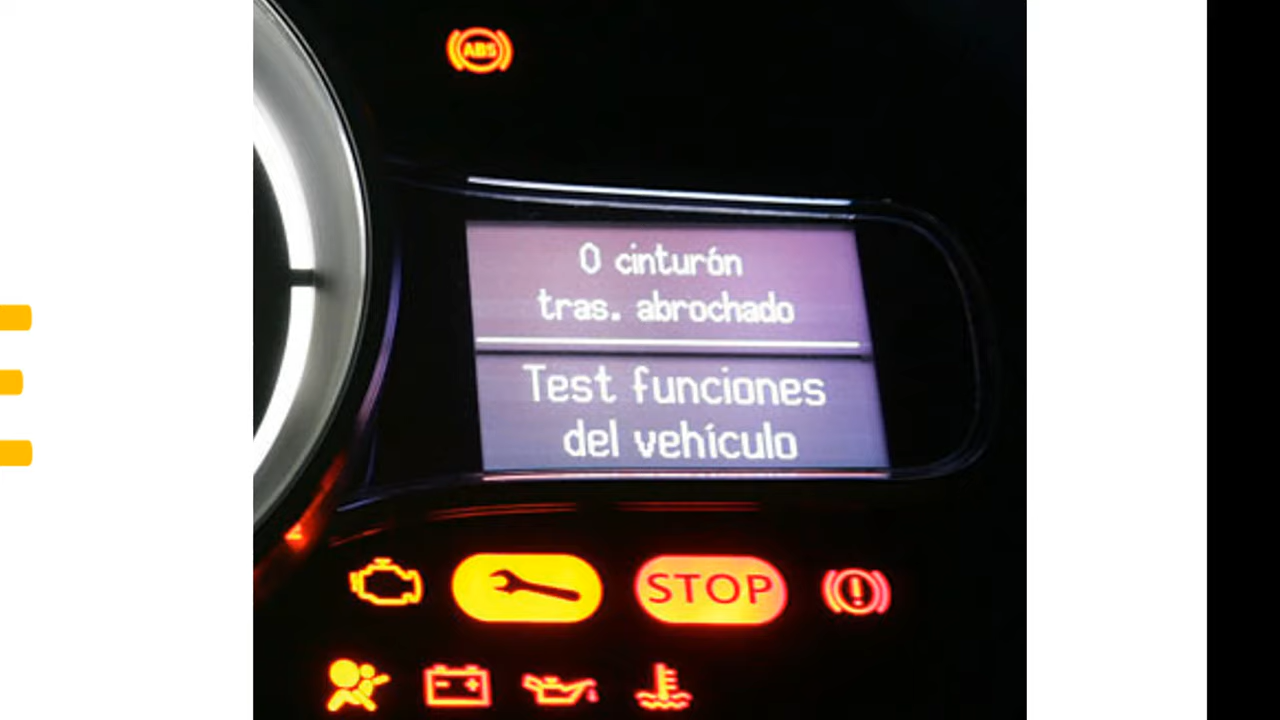 ABS
0 cinturón
tras. abrochado
Test funciones
del vehículo
STOP